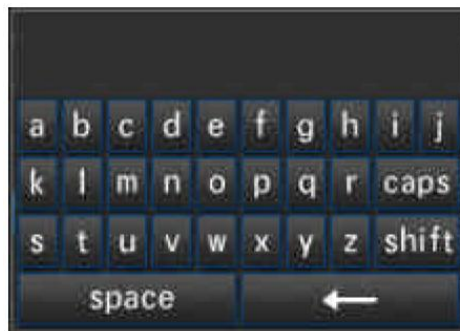 a b c d e f g h i j
k l m n o p q r caps
s t u v w x y z shift
space ←